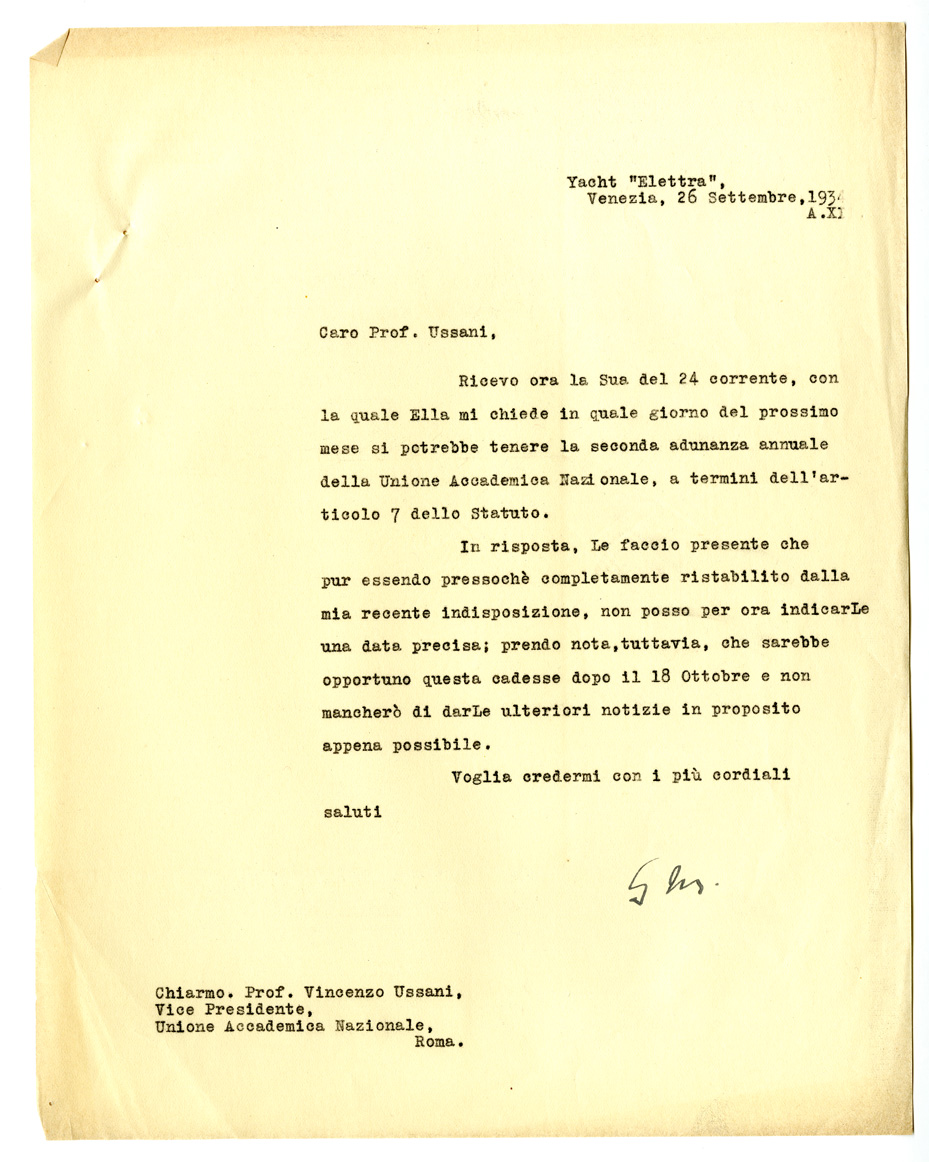 Yacht "Elettra",
Venezia, 26 Settembre,1934
A.XI
Caro Prof. Ussani,
Ricevo ora la Sua del 24 corrente, con
la quale Ella mi chiede in quale giorno del prossimo
mese si potrebbe tenere la seconda adunanza annuale
della Unione Accademica Nazionale, a termini dell'ar-
ticolo 7 dello Statuto.
In risposta, Le faccio presente che
pur essendo pressochè completamente ristabilito dalla
mia recente indisposizione, non posso per ora indicarLe
una data precisa; prendo nota,tuttavia, che sarebbe
opportuno questa cadesse dopo il 18 Ottobre e non
mancherò di darLe ulteriori notizie in proposito
appena possibile.
Voglia credermi con i più cordiali
saluti
G M.
Chiarmo. Prof. Vincenzo Ussani,
Vice Presidente,
Unione Accademica Nazionale,
Roma.